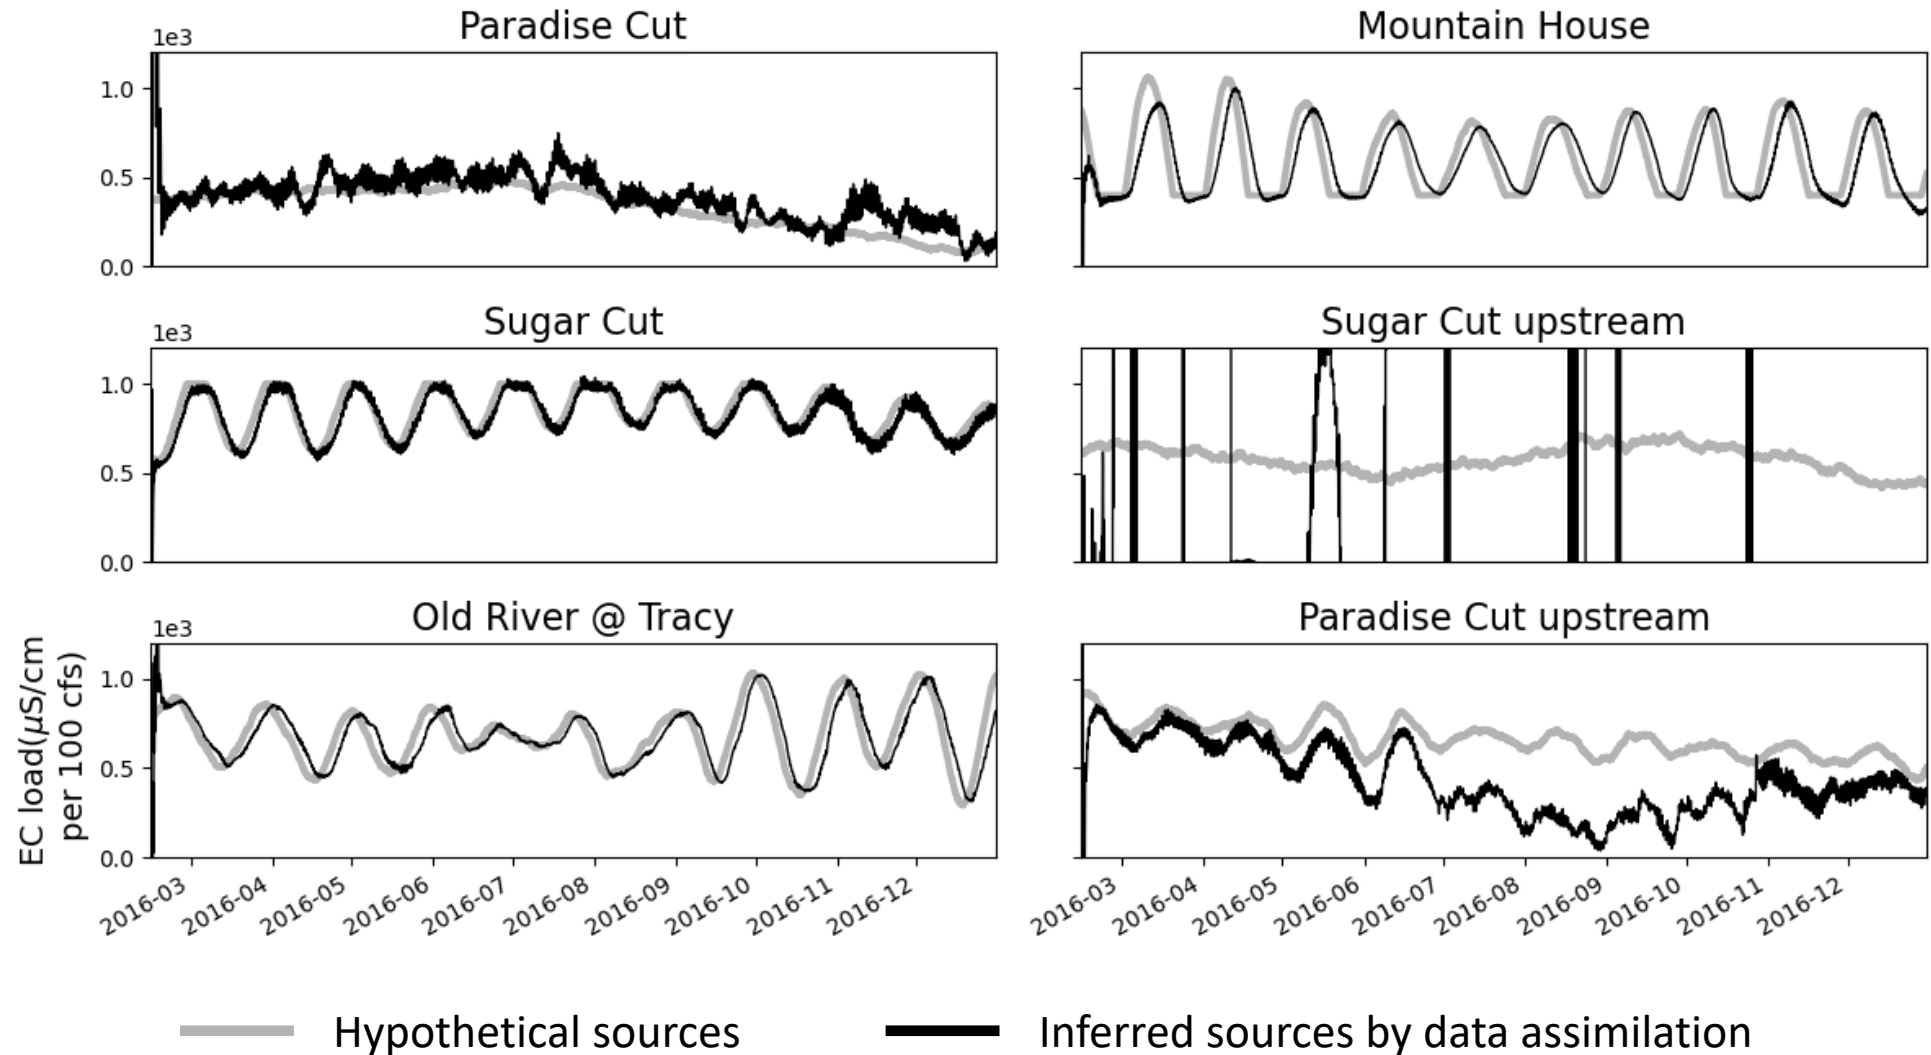 Paradise Cut
Mountain House
1e3
1.0
0.5
0.0
Sugar Cut
Sugar Cut upstream
1e3
1.0
0.5
0.0
Old River @ Tracy
Paradise Cut upstream
1e3
1.0
0.5
0.0
EC load(μS/cm
per 100 cfs)
2016-03 2016-04 2016-05 2016-06 2016-07 2016-08 2016-09 2016-10 2016-11 2016-12
2016-03 2016-04 2016-05 2016-06 2016-07 2016-08 2016-09 2016-10 2016-11 2016-12
Hypothetical sources
Inferred sources by data assimilation